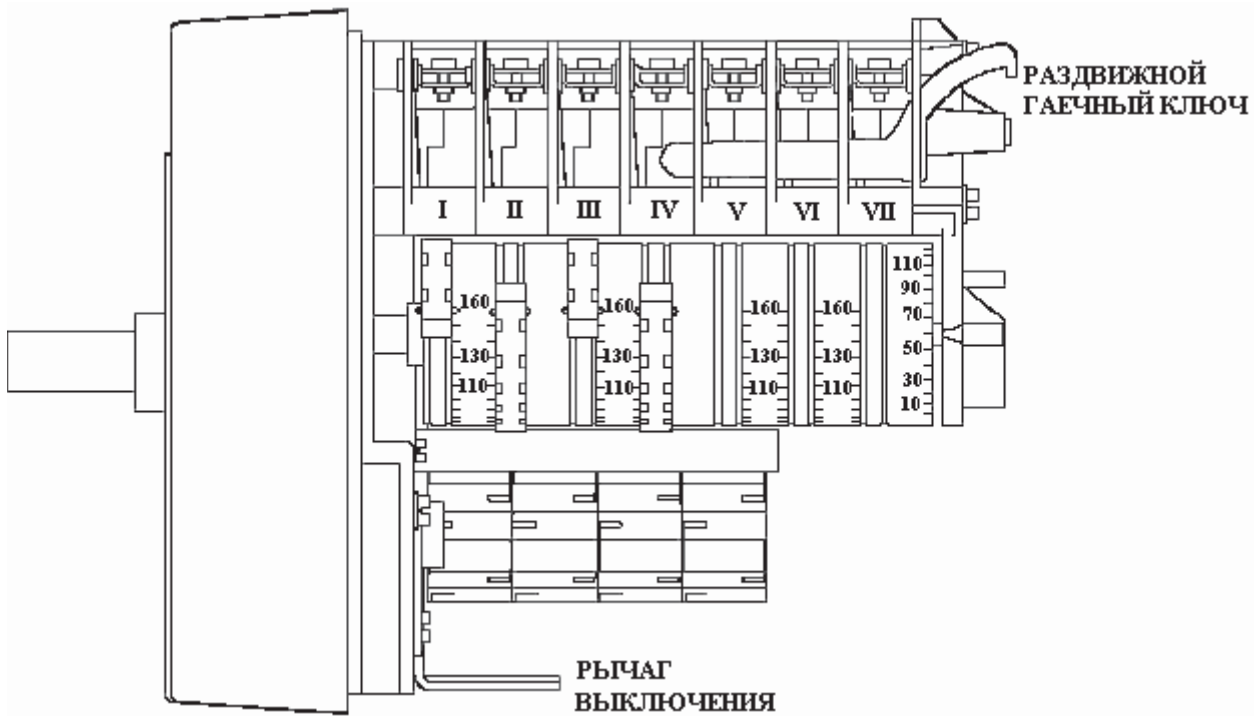 РАЗДВИЖНОЙ
ГАЕЧНЫЙ КЛЮЧ
I II III IV V VI VII
110
90
160 160 160 160 70
130 130 130 130 50
110 110 110 110 30
10
РЫЧАГ
ВЫКЛЮЧЕНИЯ